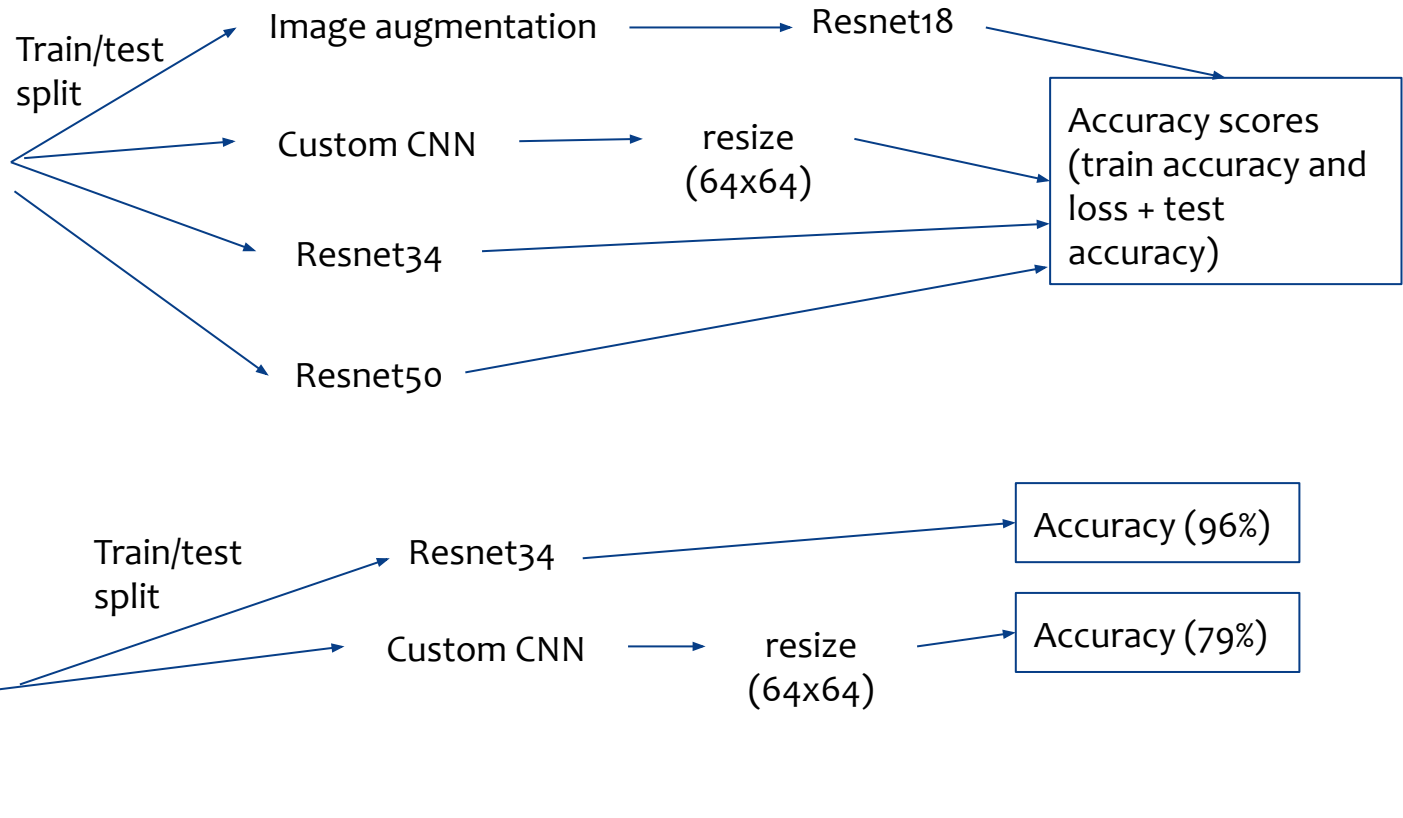 Train/test
split
Image augmentation
Resnet18
Custom CNN
resize
(64x64)
Resnet34
Resnet50
Accuracy scores
(train accuracy and
loss + test
accuracy)
Train/test
split
Resnet34
Accuracy (96%)
Custom CNN
resize
(64x64)
Accuracy (79%)